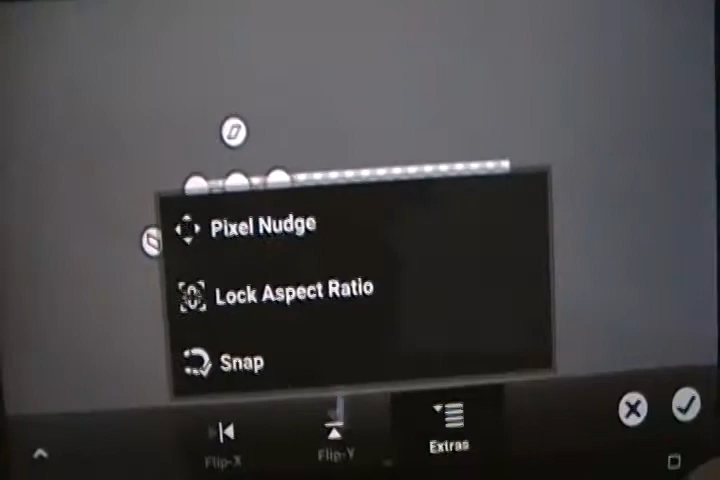 Pixel Nudge
Lock Aspect Ratio
Snap
Flip-X
Flip-Y
Extras